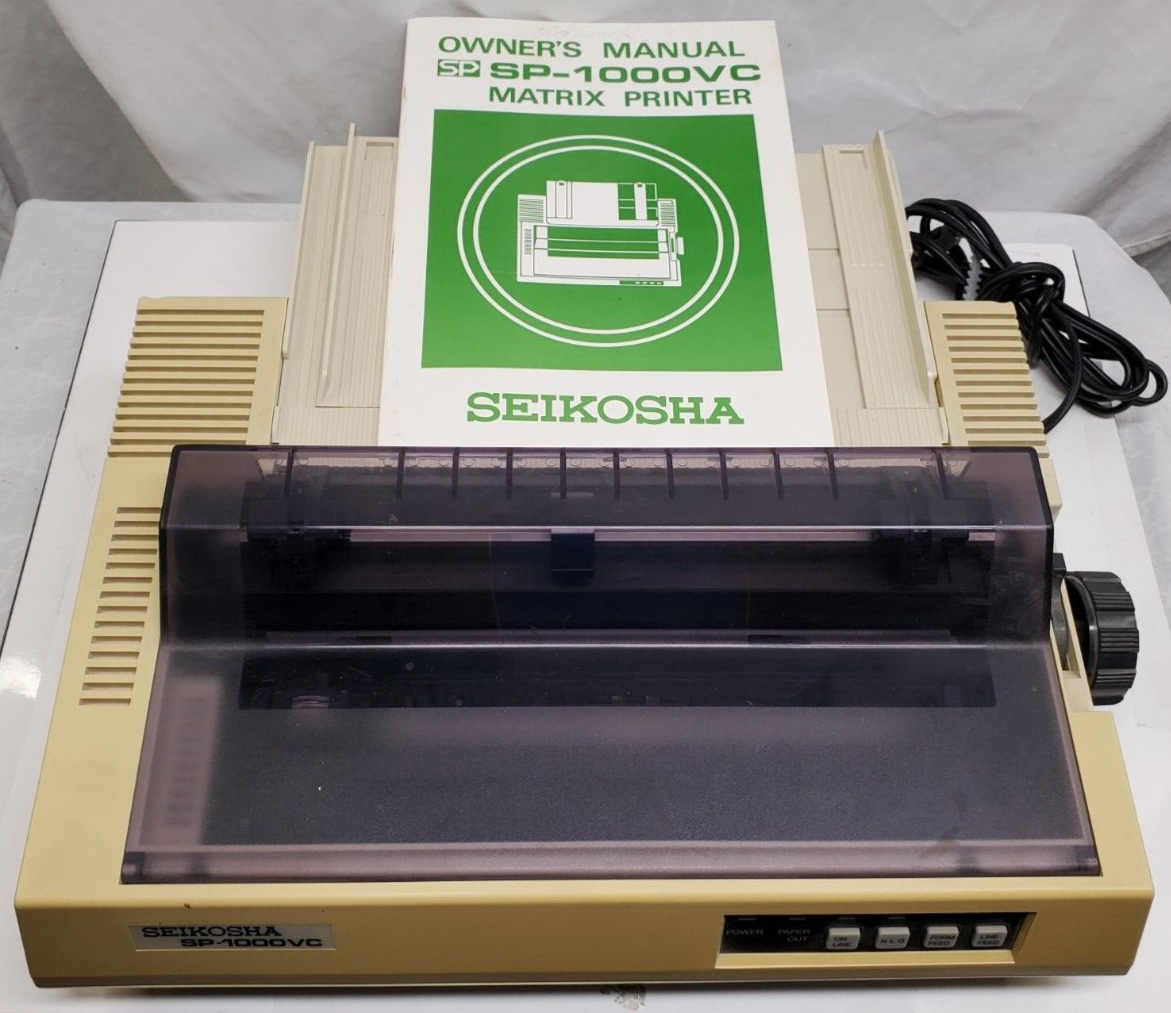 OWNER'S MANUAL
SP SP-1000VC
MATRIX PRINTER
SEIKOSHA
SEIKOSHA
SP-1000VC
POWER
PAPER OUT
ON LINE
N L Q
FORM FEED
LINE FEED